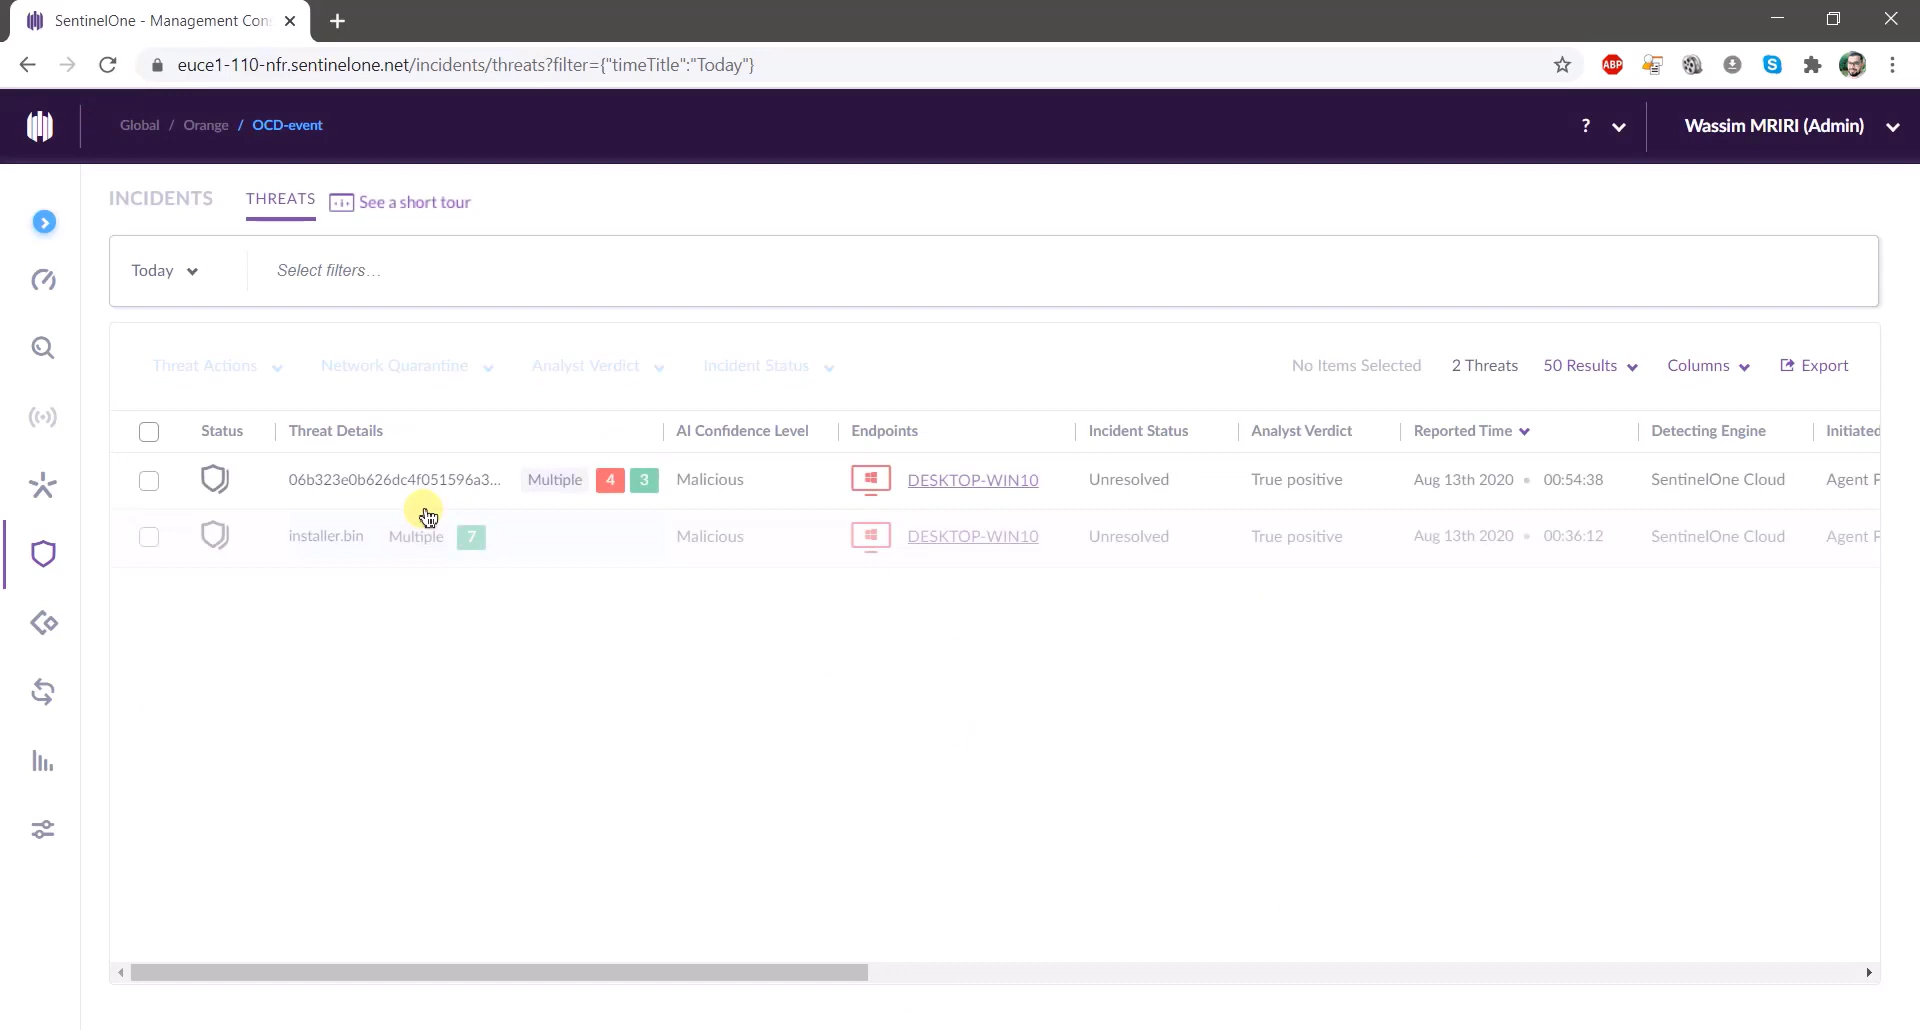 SentinelOne - Management Con
euce1-110-nfr.sentinelone.net/incidents/threats?filter={"timeTitle":"Today"}
ABP
Global / Orange / OCD-event
?
Wassim MRIRI (Admin)
INCIDENTS
THREATS
See a short tour
Today
Select filters...
Threat Actions
Network Quarantine
Analyst Verdict
Incident Status
No Items Selected
2 Threats
50 Results
Columns
Export
Status
Threat Details
AI Confidence Level
Endpoints
Incident Status
Analyst Verdict
Reported Time
Detecting Engine
Initiated
06b323e0b626dc4f051596a3... Multiple 4 3 Malicious DESKTOP-WIN10 Unresolved True positive Aug 13th 2020 • 00:54:38 SentinelOne Cloud Agent P
installer.bin Multiple 7 Malicious DESKTOP-WIN10 Unresolved True positive Aug 13th 2020 • 00:36:12 SentinelOne Cloud Agent P